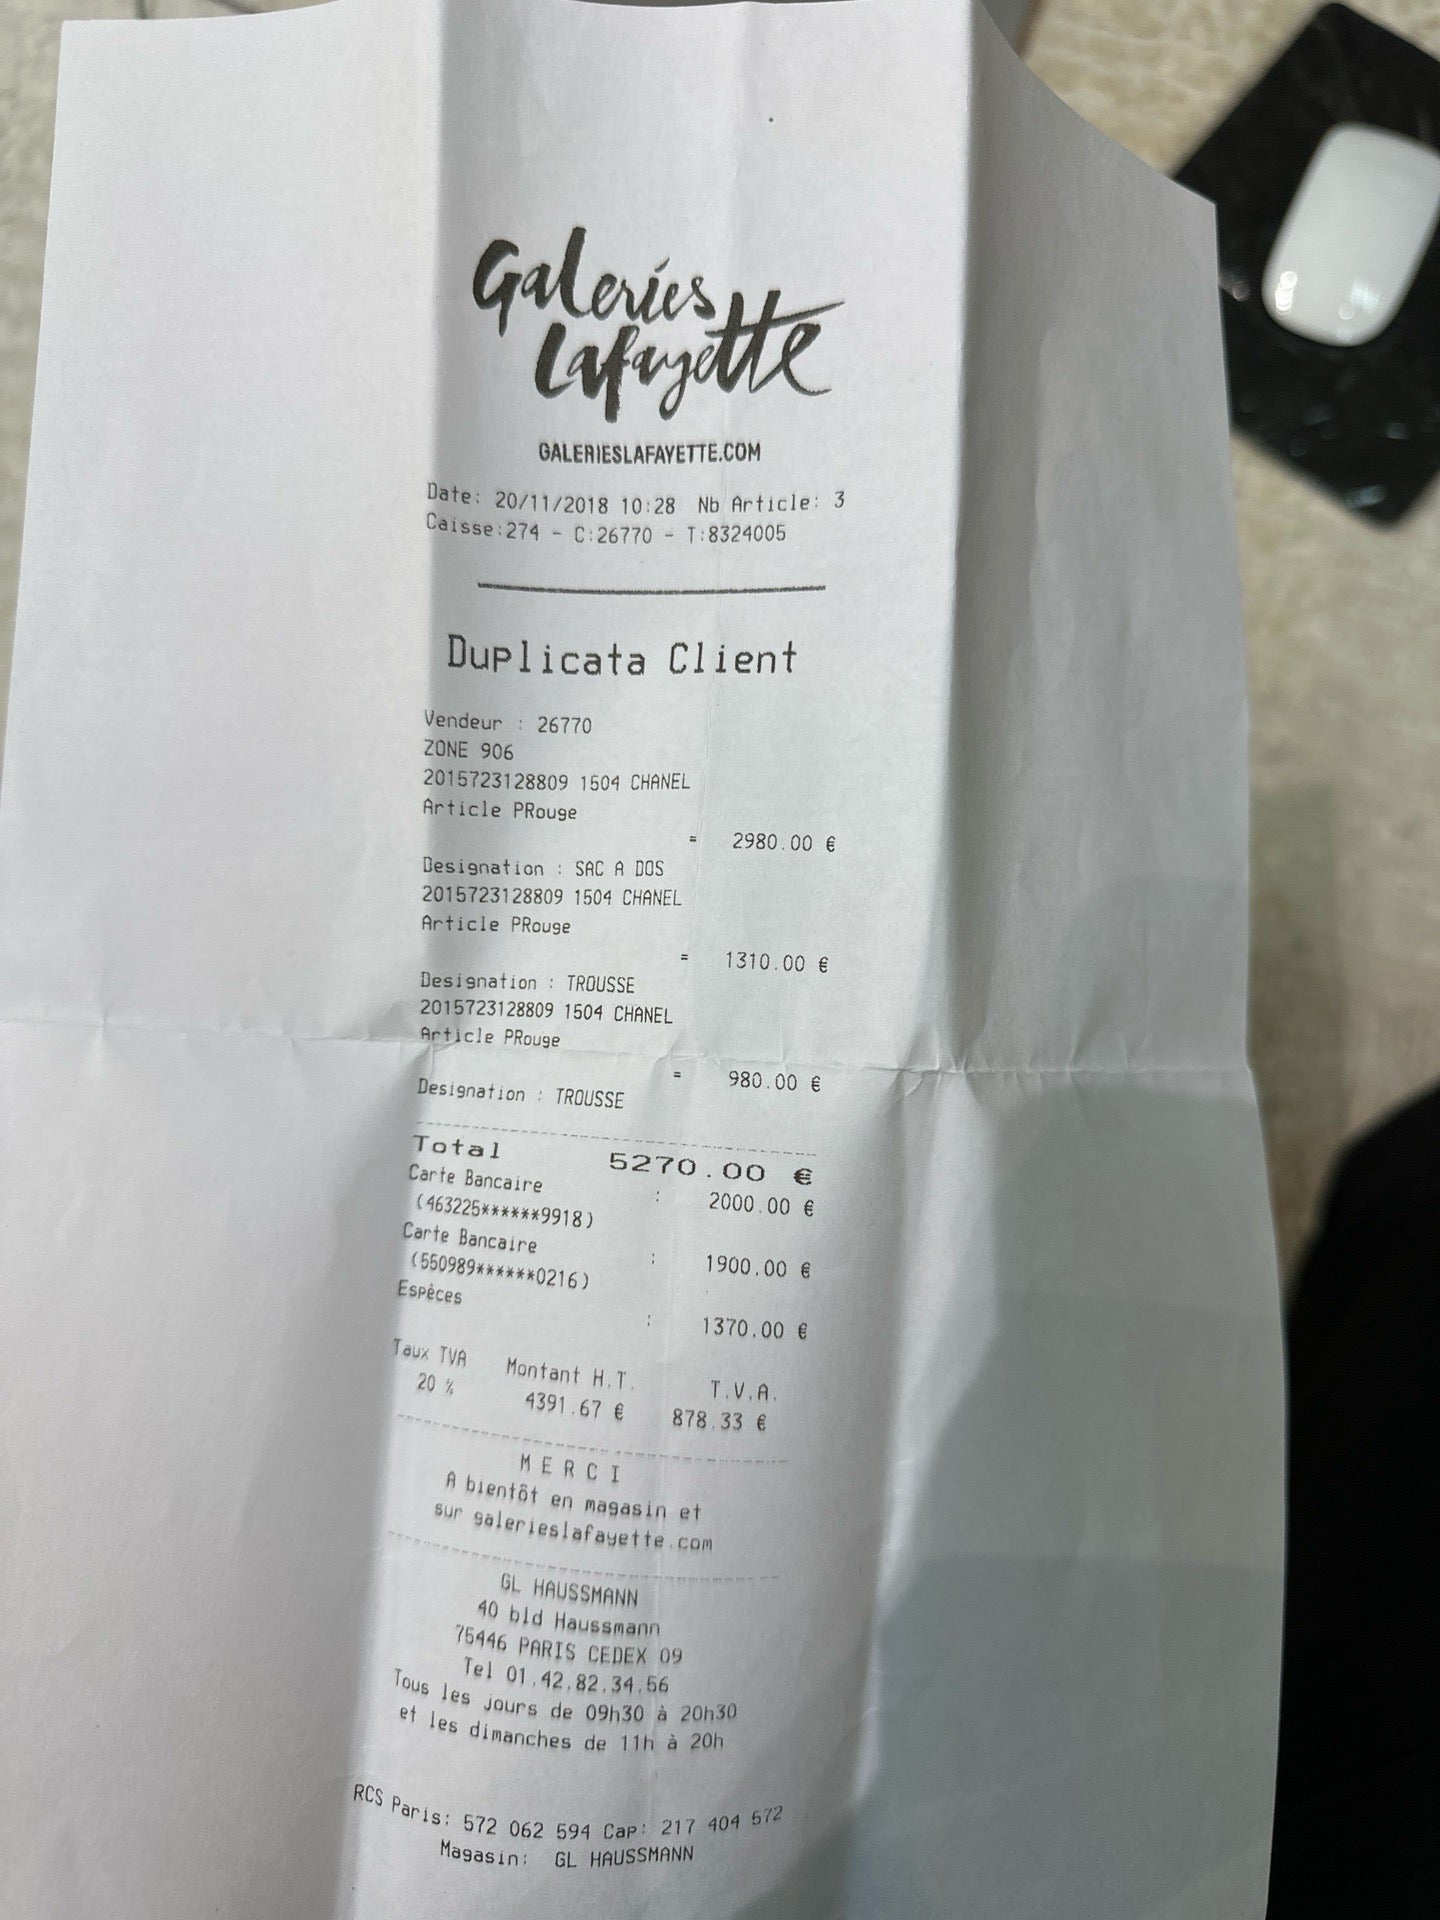 Galeries
Lafayette
GALERIESLAFAYETTE.COM
Date: 20/11/2018 10:28 Nb Article: 3
Caisse:274 - C:26770 - T:8324005
Duplicata Client
Vendeur : 26770
ZONE 906
2015723128809 1504 CHANEL
Article PRouge
= 2980.00 €
Designation : SAC A DOS
2015723128809 1504 CHANEL
Article PRouge
= 1310.00 €
Designation : TROUSSE
2015723128809 1504 CHANEL
Article PRouge
= 980.00 €
Designation : TROUSSE
Total 5270.00 €
Carte Bancaire : 2000.00 €
(463225******9918)
Carte Bancaire : 1900.00 €
(550989******0216)
Espèces : 1370.00 €
Taux TVA Montant H.T. T.V.A.
20 % 4391.67 € 878.33 €
M E R C I
A bientôt en magasin et
sur galerieslafayette.com
GL HAUSSMANN
40 bld Haussmann
75446 PARIS CEDEX 09
Tel 01.42.82.34.56
Tous les jours de 09h30 à 20h30
et les dimanches de 11h à 20h
RCS Paris: 572 062 594 Cap: 217 404 572
Magasin: GL HAUSSMANN